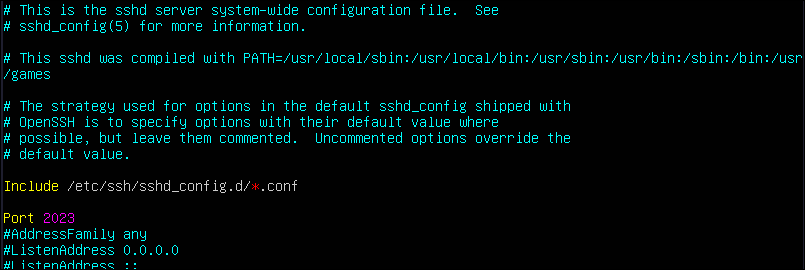 # This is the sshd server system-wide configuration file.  See
# sshd_config(5) for more information.
# This sshd was compiled with PATH=/usr/local/sbin:/usr/local/bin:/usr/sbin:/usr/bin:/sbin:/bin:/usr
/games
# The strategy used for options in the default sshd_config shipped with
# OpenSSH is to specify options with their default value where
# possible, but leave them commented.  Uncommented options override the
# default value.
Include /etc/ssh/sshd_config.d/*.conf
Port 2023
#AddressFamily any
#ListenAddress 0.0.0.0
#ListenAddress ::